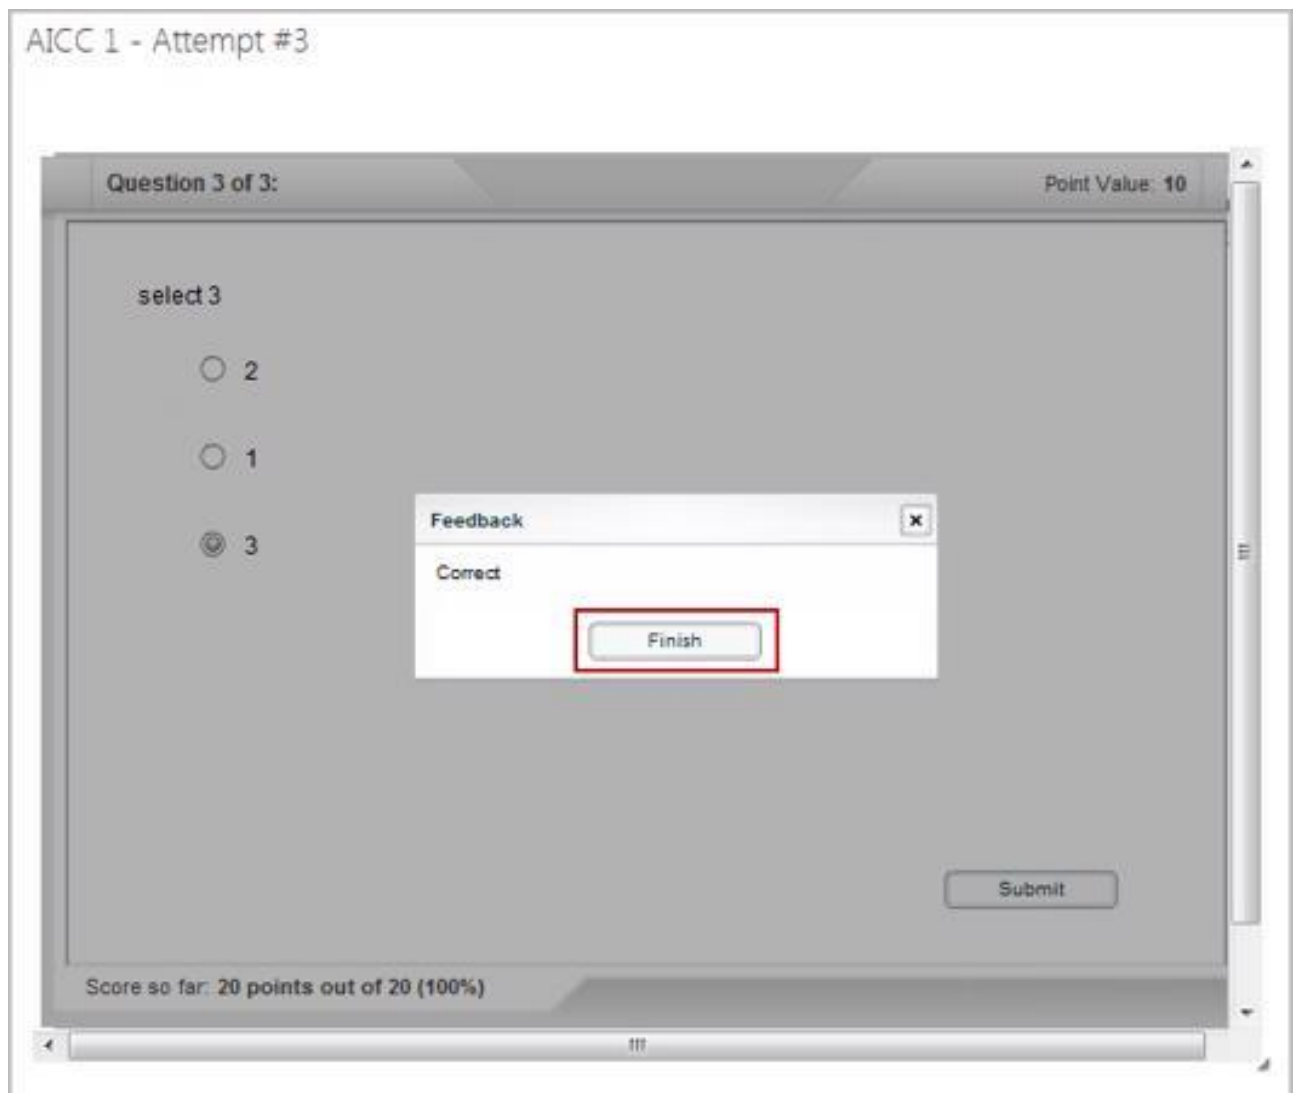 AICC 1 - Attempt #3
Question 3 of 3:
Point Value: 10
select 3
2
1
3
Feedback
Correct
Finish
Submit
Score so far: 20 points out of 20 (100%)